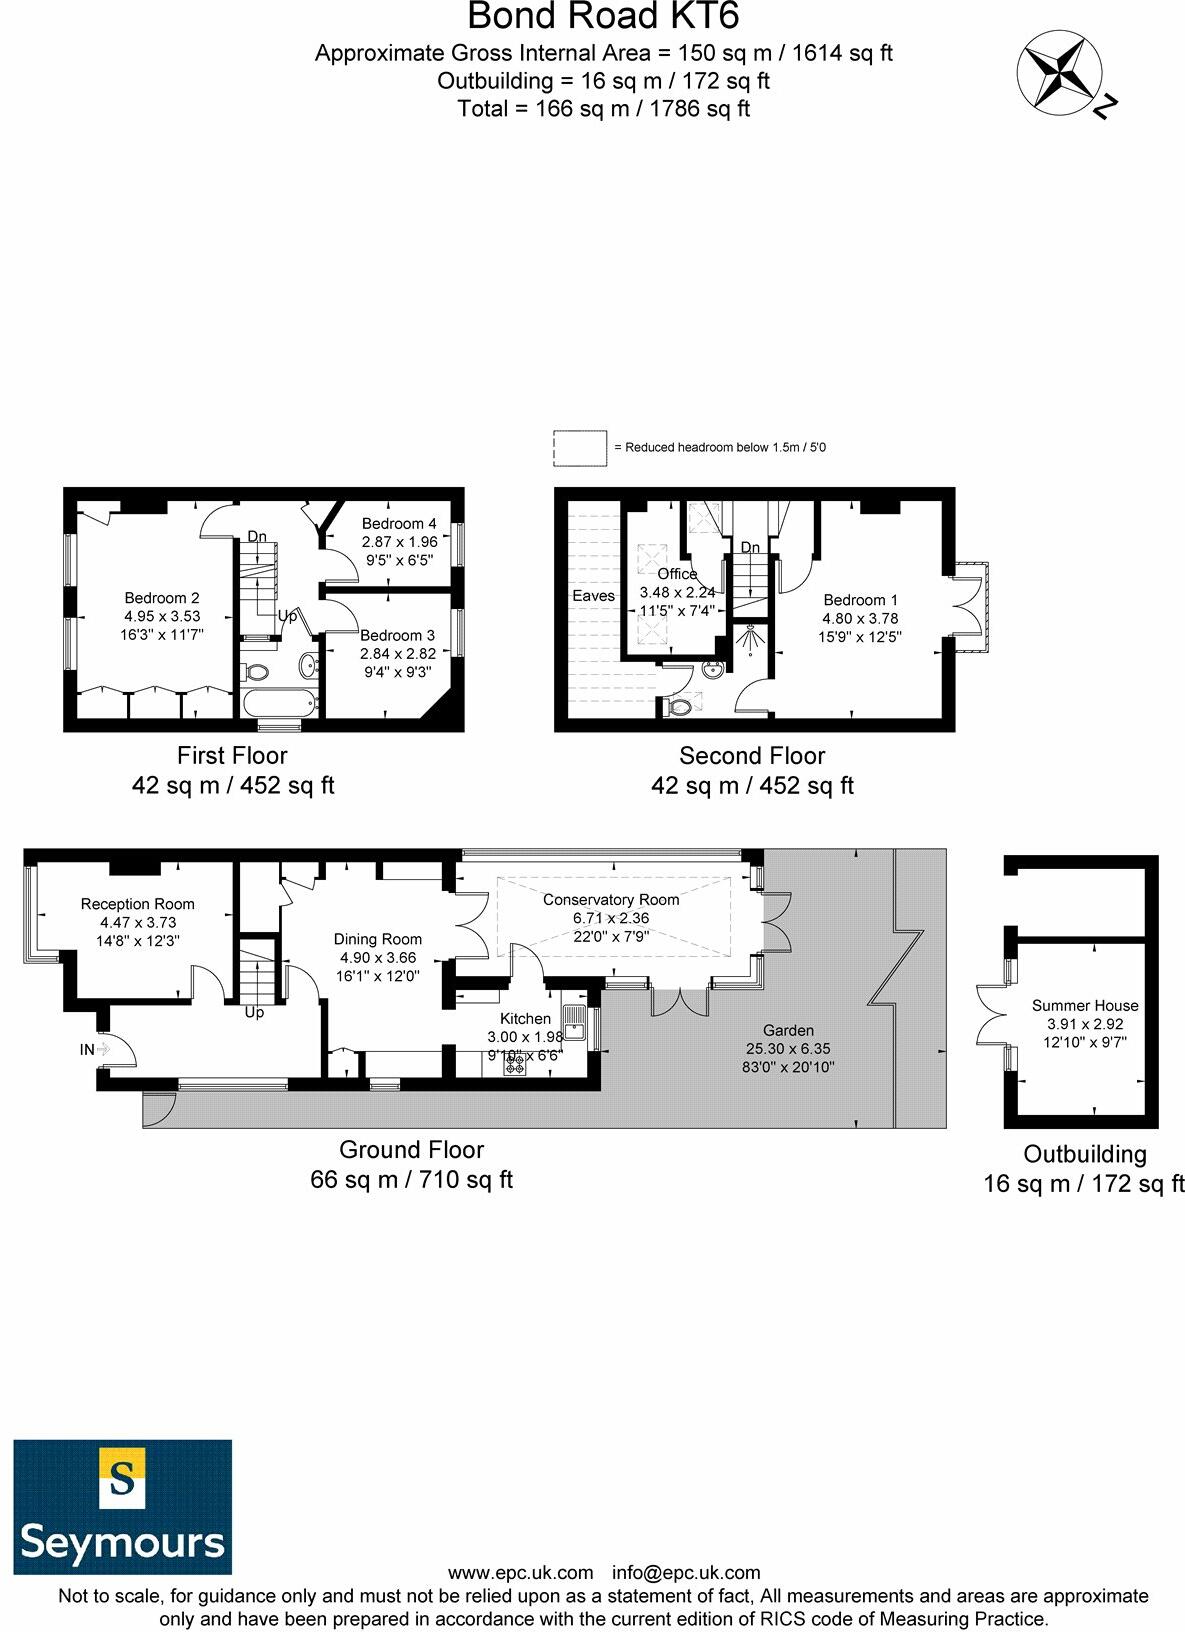 Bond Road KT6
Approximate Gross Internal Area = 150 sq m / 1614 sq ft
Outbuilding = 16 sq m / 172 sq ft
Total = 166 sq m / 1786 sq ft
N
= Reduced headroom below 1.5m / 5'0
Dn
Bedroom 4
2.87 x 1.96
9'5" x 6'5"
Bedroom 2
4.95 x 3.53
16'3" x 11'7"
Up
Bedroom 3
2.84 x 2.82
9'4" x 9'3"
First Floor
42 sq m / 452 sq ft
Eaves
Office
3.48 x 2.24
11'5" x 7'4"
Dn
Bedroom 1
4.80 x 3.78
15'9" x 12'5"
Second Floor
42 sq m / 452 sq ft
Reception Room
4.47 x 3.73
14'8" x 12'3"
Dining Room
4.90 x 3.66
16'1" x 12'0"
Conservatory Room
6.71 x 2.36
22'0" x 7'9"
Up
IN
Kitchen
3.00 x 1.98
9'10" x 6'6"
Garden
25.30 x 6.35
83'0" x 20'10"
Ground Floor
66 sq m / 710 sq ft
Summer House
3.91 x 2.92
12'10" x 9'7"
Outbuilding
16 sq m / 172 sq ft
S
Seymours
www.epc.uk.com info@epc.uk.com
Not to scale, for guidance only and must not be relied upon as a statement of fact, All measurements and areas are approximate
only and have been prepared in accordance with the current edition of RICS code of Measuring Practice.